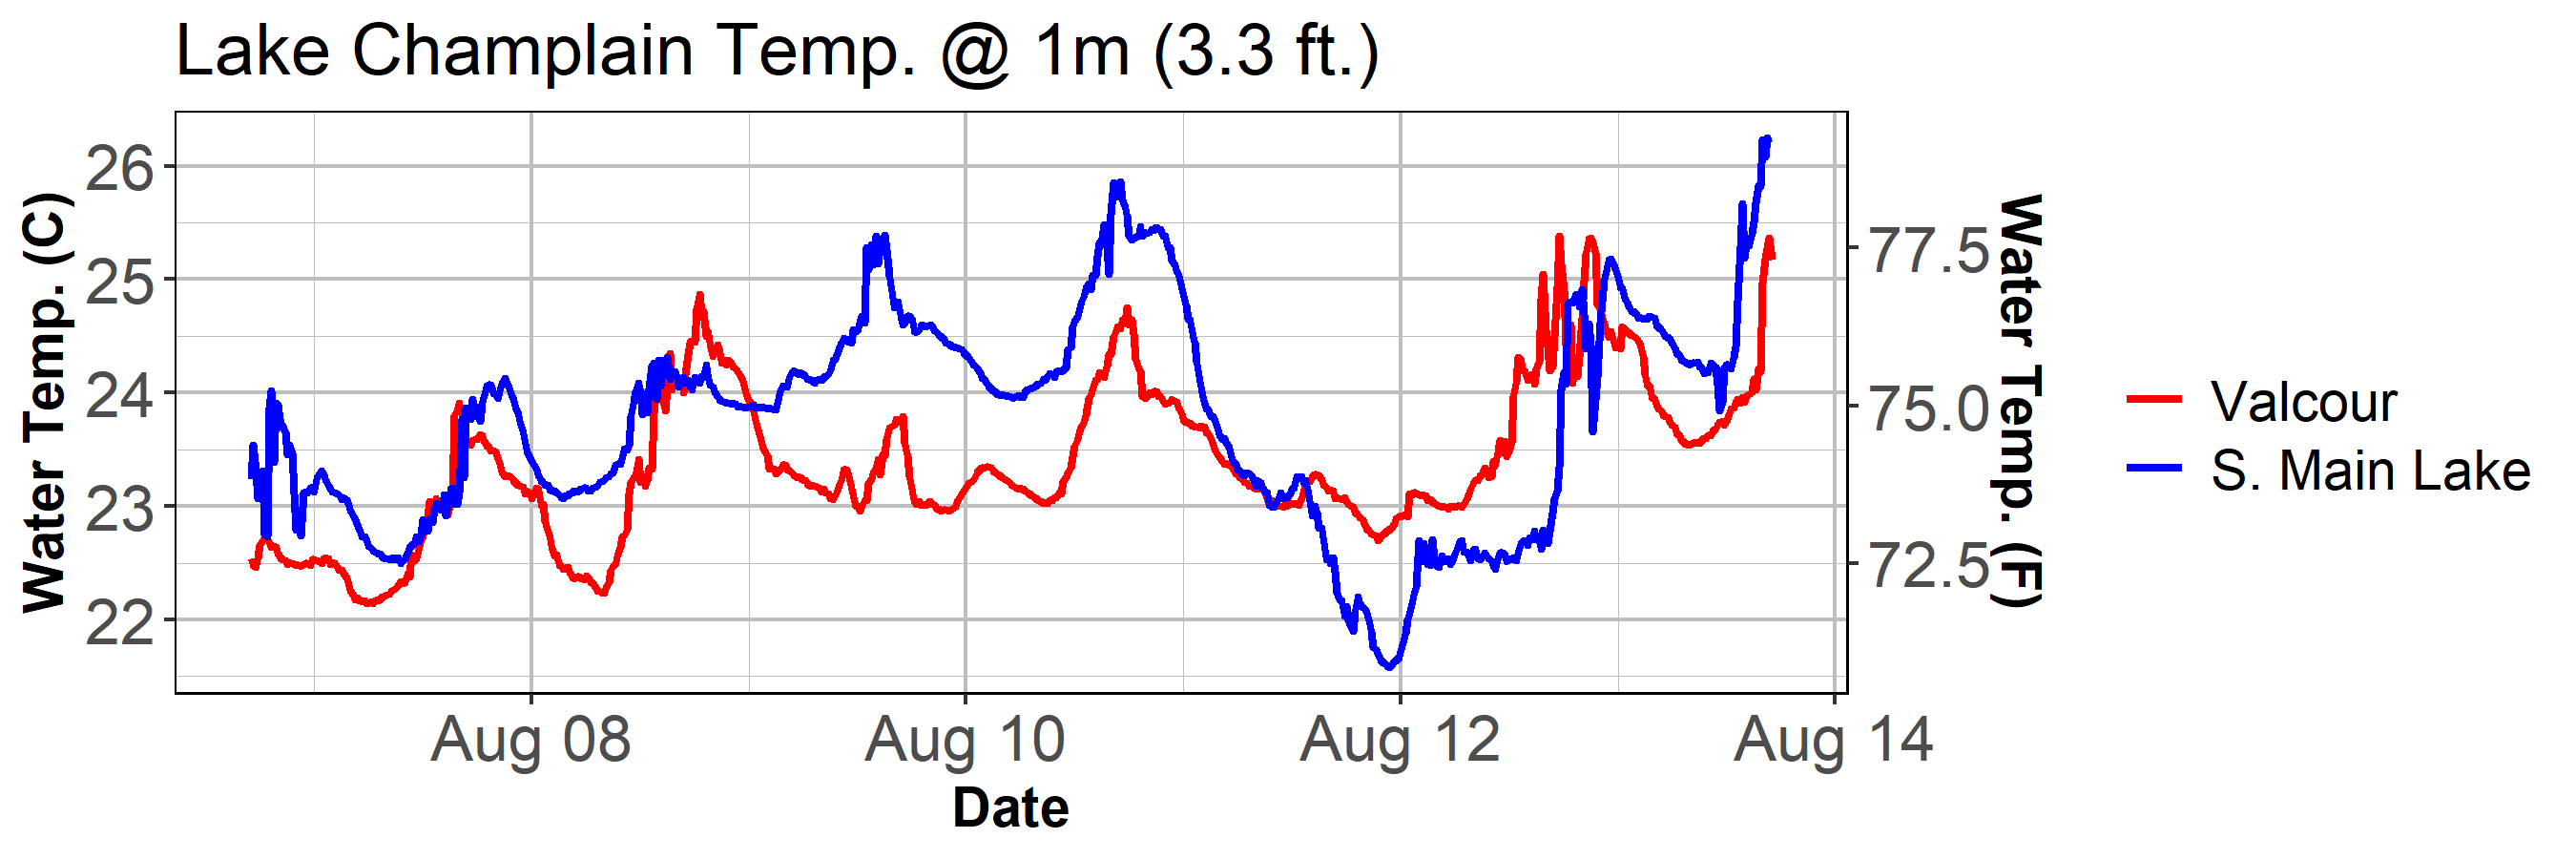 Lake Champlain Temp. @ 1m (3.3 ft.)
Water Temp. (C)
26
25
24
23
22
77.5
75.0
72.5
Water Temp. (F)
Valcour
S. Main Lake
Aug 08
Aug 10
Aug 12
Aug 14
Date